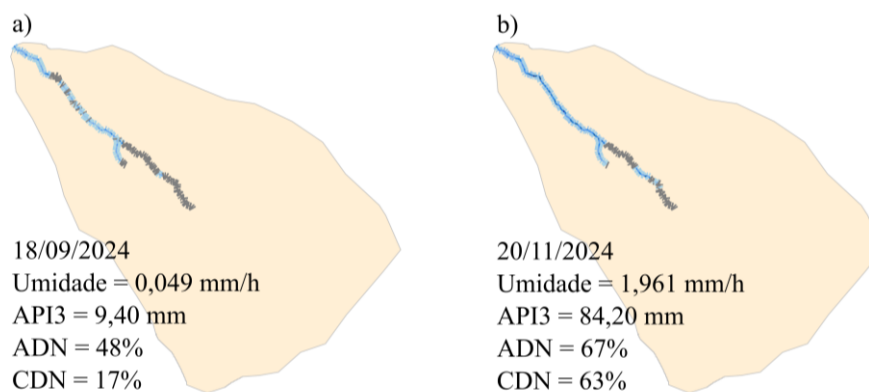 a)
18/09/2024
Umidade = 0,049 mm/h
API3 = 9,40 mm
ADN = 48%
CDN = 17%
b)
20/11/2024
Umidade = 1,961 mm/h
API3 = 84,20 mm
ADN = 67%
CDN = 63%